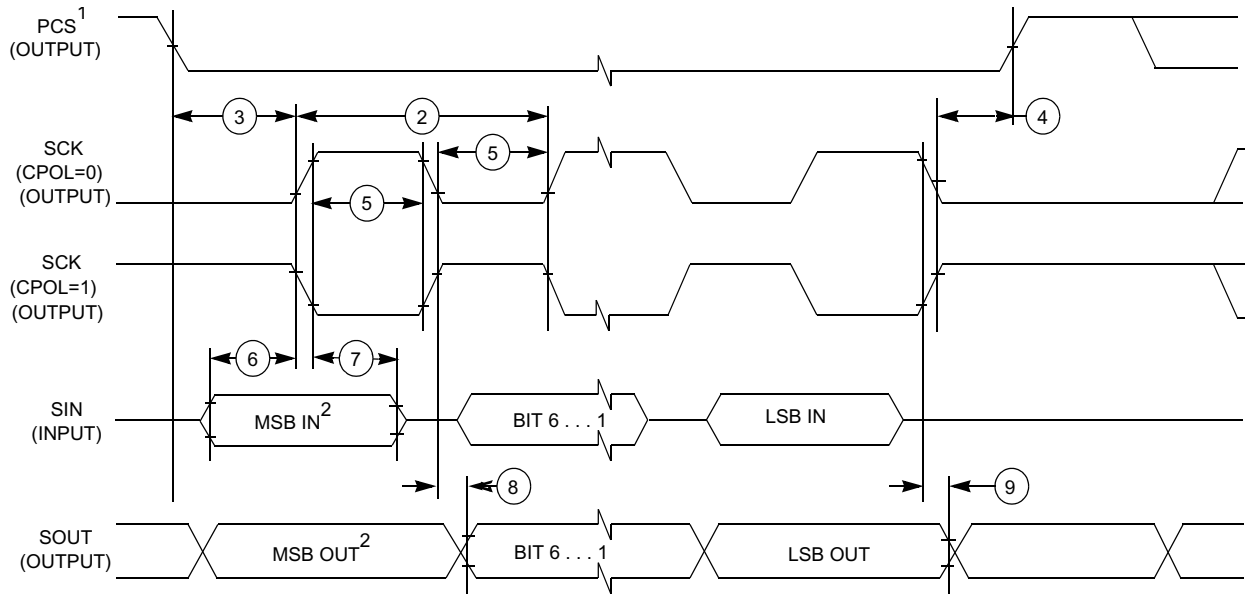 PCS1
(OUTPUT)
3
2
4
SCK
(CPOL=0)
(OUTPUT)
5
5
SCK
(CPOL=1)
(OUTPUT)
6
7
SIN
(INPUT)
MSB IN2
BIT 6 . . . 1
LSB IN
8
9
SOUT
(OUTPUT)
MSB OUT2
BIT 6 . . . 1
LSB OUT